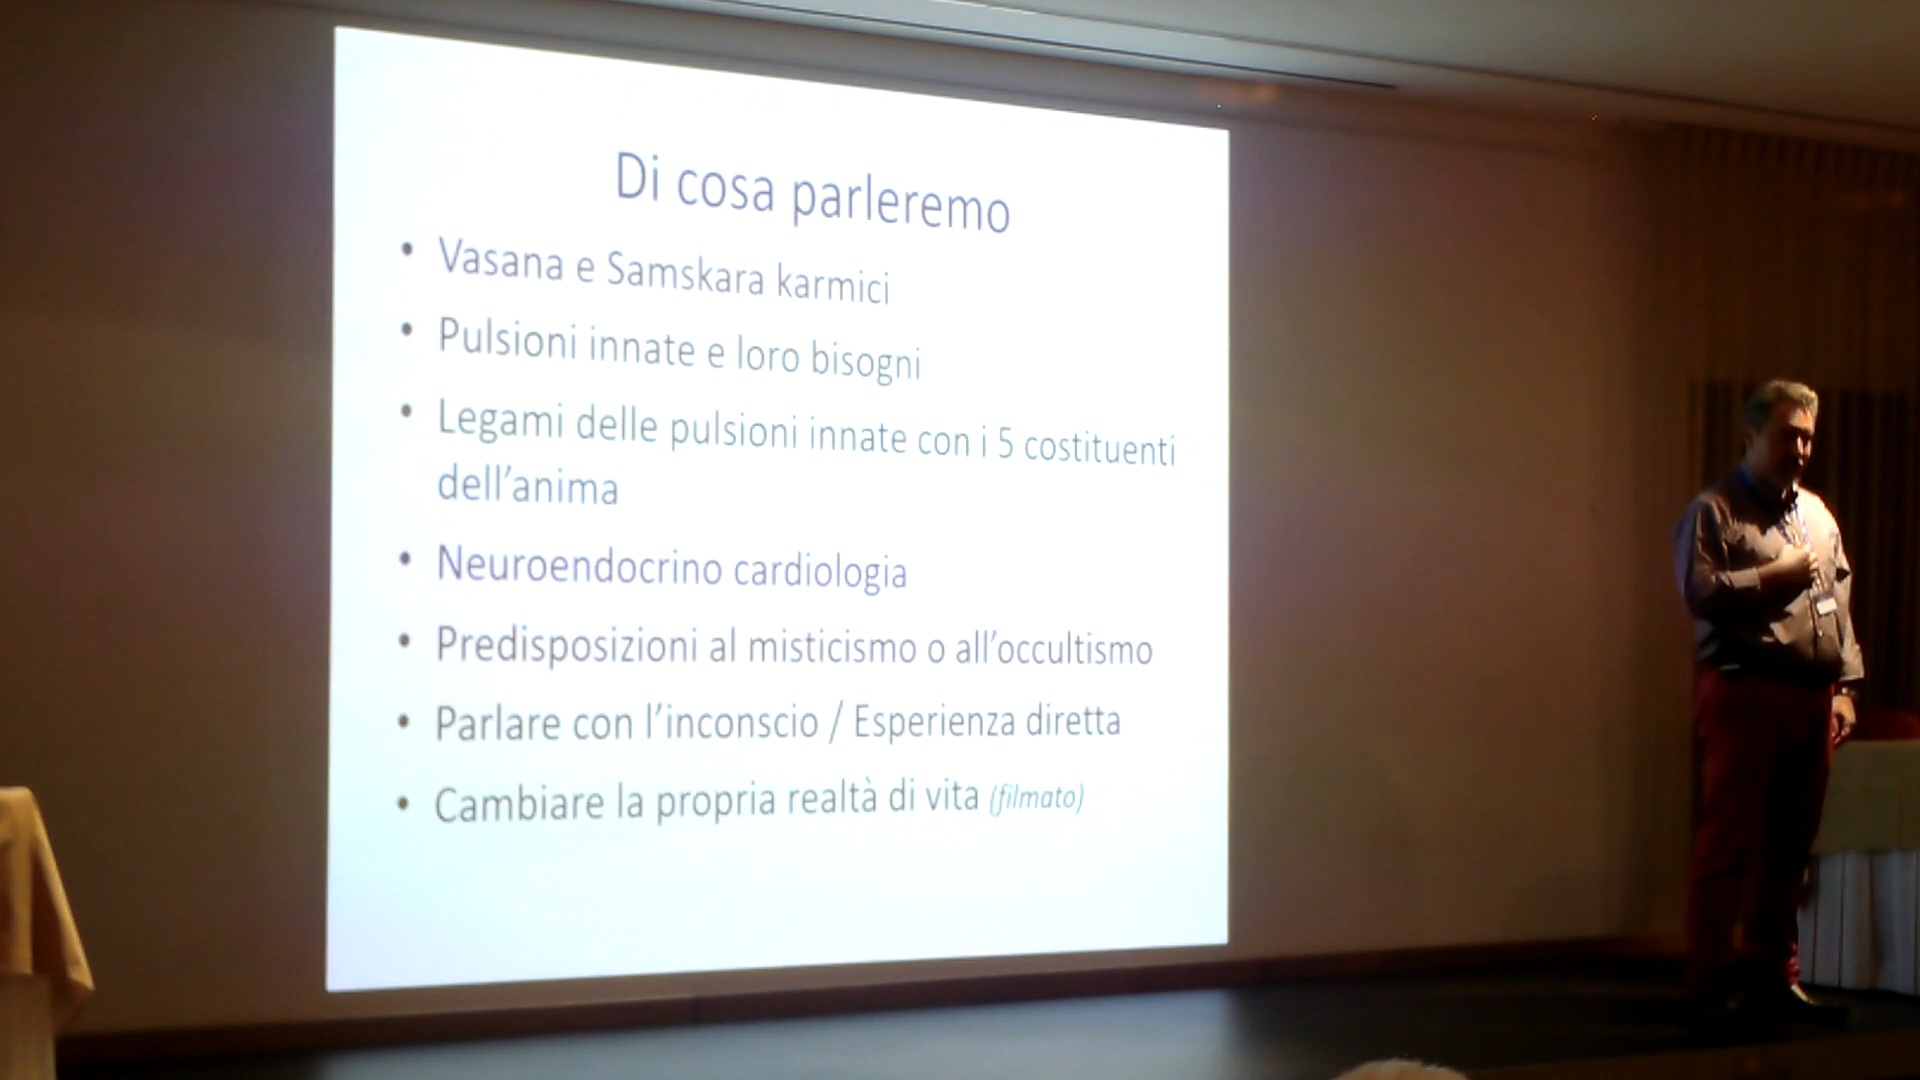 Di cosa parleremo
• Vasana e Samskara karmici
• Pulsioni innate e loro bisogni
• Legami delle pulsioni innate con i 5 costituenti
dell'anima
• Neuroendocrino cardiologia
• Predisposizioni al misticismo o all'occultismo
• Parlare con l'inconscio / Esperienza diretta
• Cambiare la propria realtà di vita (filmato)